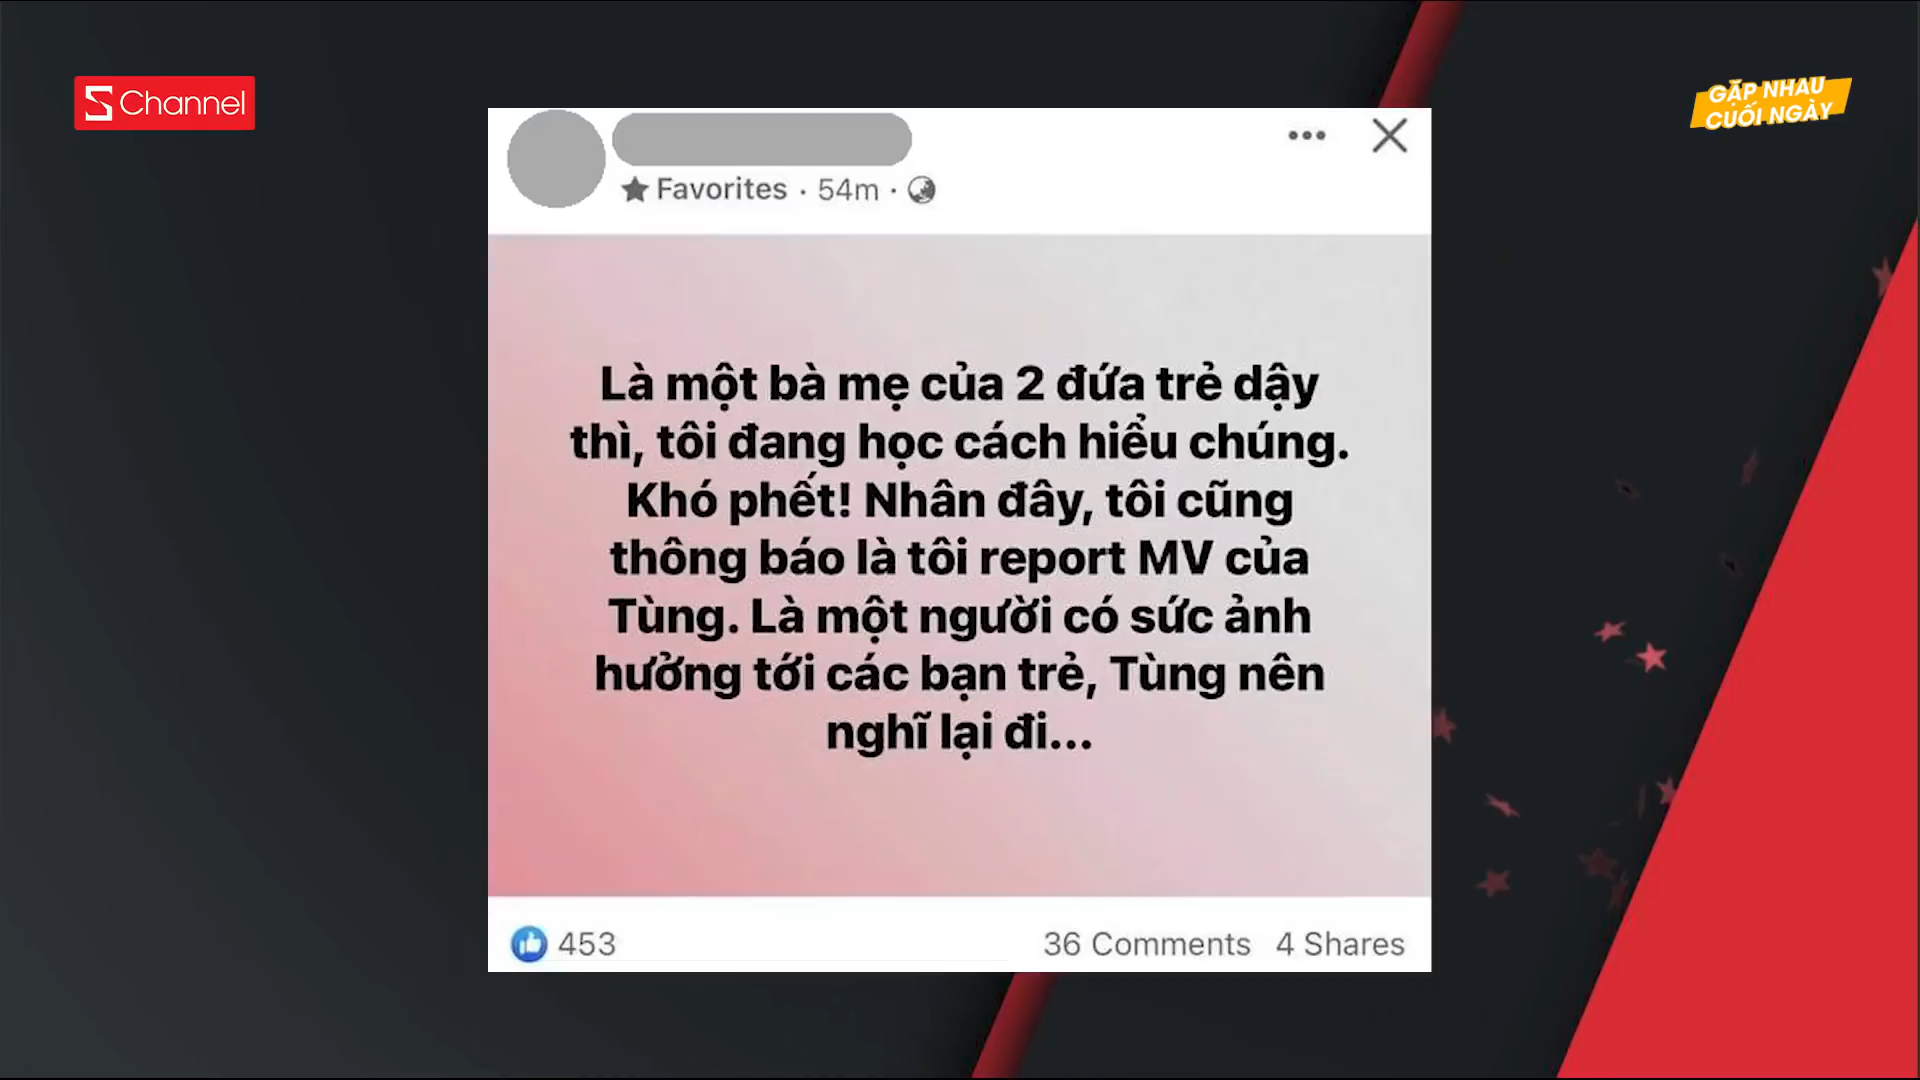 S Channel
GẶP NHAU
CUỐI NGÀY
Favorites · 54m ·
Là một bà mẹ của 2 đứa trẻ dậy
thì, tôi đang học cách hiểu chúng.
Khó phết! Nhân đây, tôi cũng
thông báo là tôi report MV của
Tùng. Là một người có sức ảnh
hưởng tới các bạn trẻ, Tùng nên
nghĩ lại đi...
453
36 Comments 4 Shares